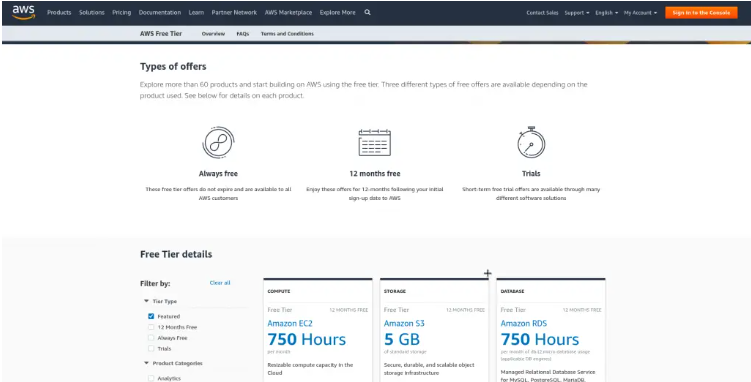 aws
Products Solutions Pricing Documentation Learn Partner Network AWS Marketplace Explore More
Contact Sales Support English My Account Sign In to the Console
AWS Free Tier Overview FAQs Terms and Conditions
Types of offers
Explore more than 60 products and start building on AWS using the free tier. Three different types of free offers are available depending on the
product used. See below for details on each product.
Always free
These free tier offers do not expire and are available to all
AWS customers
12 months free
Enjoy these offers for 12-months following your initial
sign-up date to AWS
Trials
Short-term free trial offers are available through many
different software solutions
Free Tier details
Filter by: Clear all
Tier Type
Featured
12 Months Free
Always Free
Trials
Product Categories
Analytics
COMPUTE
Free Tier 12 MONTHS FREE
Amazon EC2
750 Hours
per month
Resizable compute capacity in the
Cloud
STORAGE
Free Tier 12 MONTHS FREE
Amazon S3
5 GB
of standard storage
Secure, durable, and scalable object
storage infrastructure
DATABASE
Free Tier 12 MONTHS FREE
Amazon RDS
750 Hours
per month of db.t2.micro database usage
(applicable DB engines)
Managed Relational Database Service
for MySQL, PostgreSQL, MariaDB,